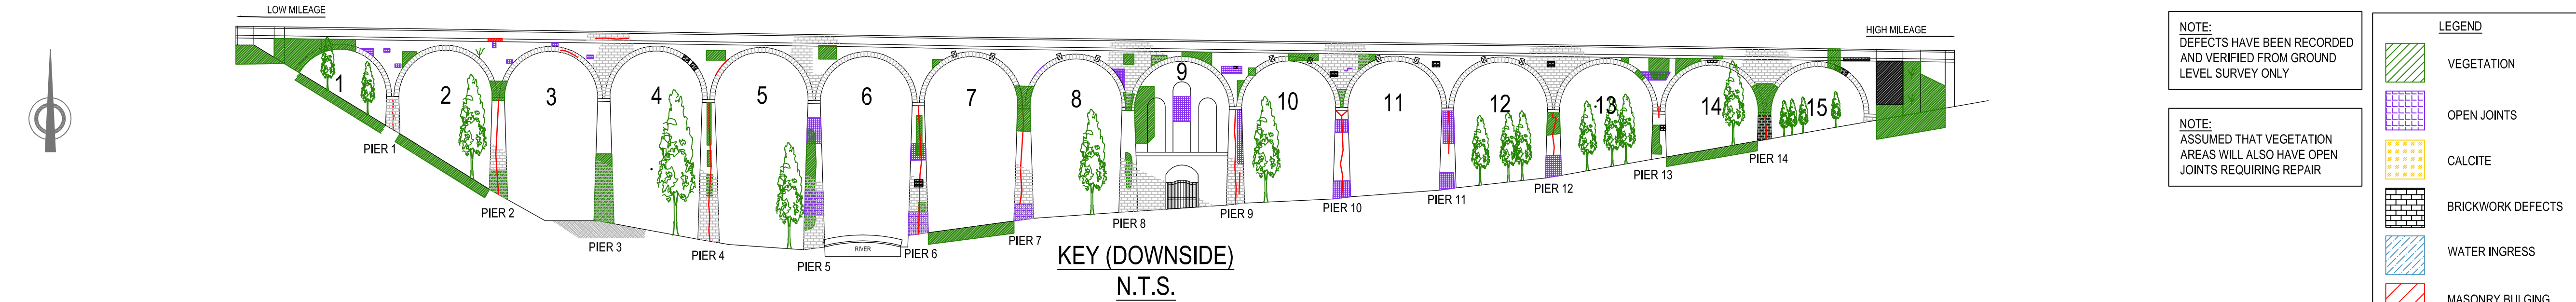 LOW MILEAGE
HIGH MILEAGE
1
2
3
4
5
6
7
8
9
10
11
12
13
14
15
PIER 1
PIER 2
PIER 3
PIER 4
PIER 5
RIVER
PIER 6
PIER 7
PIER 8
PIER 9
PIER 10
PIER 11
PIER 12
PIER 13
PIER 14
KEY (DOWNSIDE)
N.T.S.
NOTE:
DEFECTS HAVE BEEN RECORDED
AND VERIFIED FROM GROUND
LEVEL SURVEY ONLY
NOTE:
ASSUMED THAT VEGETATION
AREAS WILL ALSO HAVE OPEN
JOINTS REQUIRING REPAIR
LEGEND
VEGETATION
OPEN JOINTS
CALCITE
BRICKWORK DEFECTS
WATER INGRESS
MASONRY BULGING